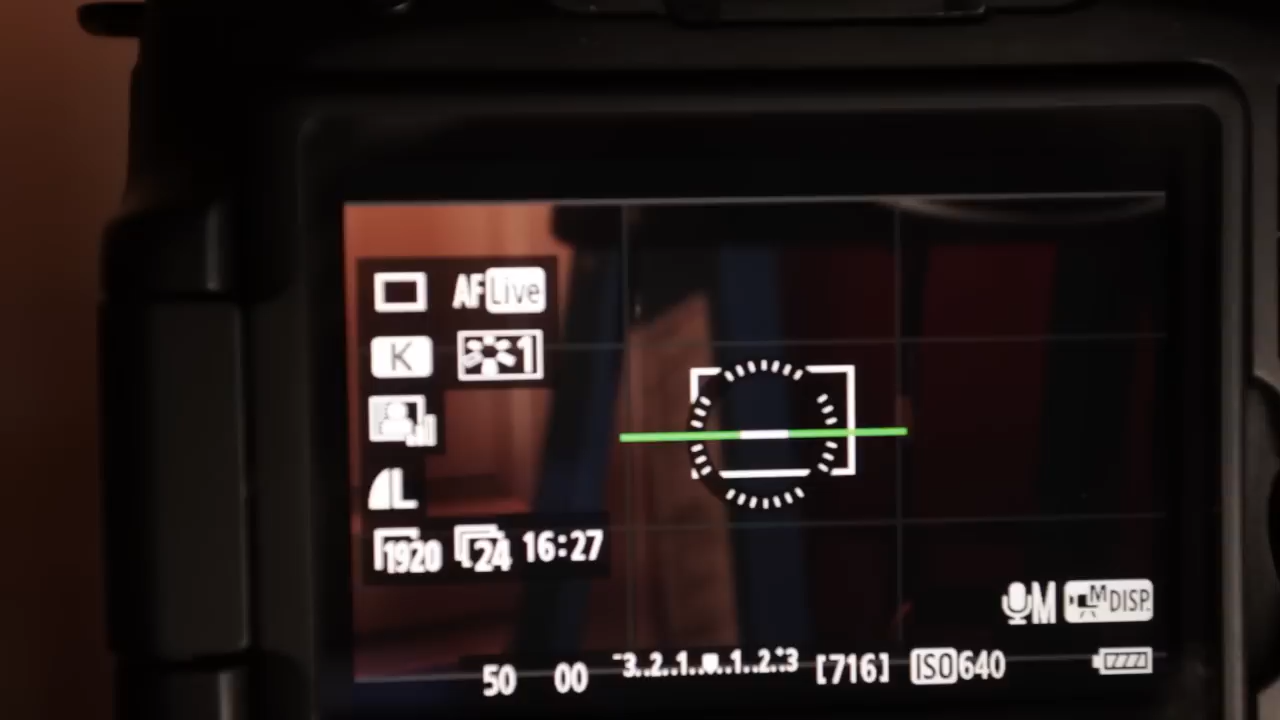 AF Live
K 1
L
1920 24 16:27
M M DISP.
50 00 -3..2..1..▪..1..2..+3 [716] ISO 640